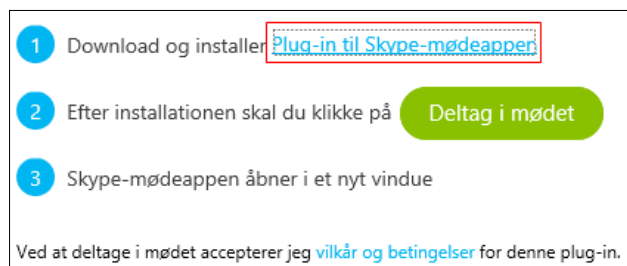 1 Download og installer Plug-in til Skype-mødeappen
2 Efter installationen skal du klikke på Deltag i mødet
3 Skype-mødeappen åbner i et nyt vindue
Ved at deltage i mødet accepterer jeg vilkår og betingelser for denne plug-in.